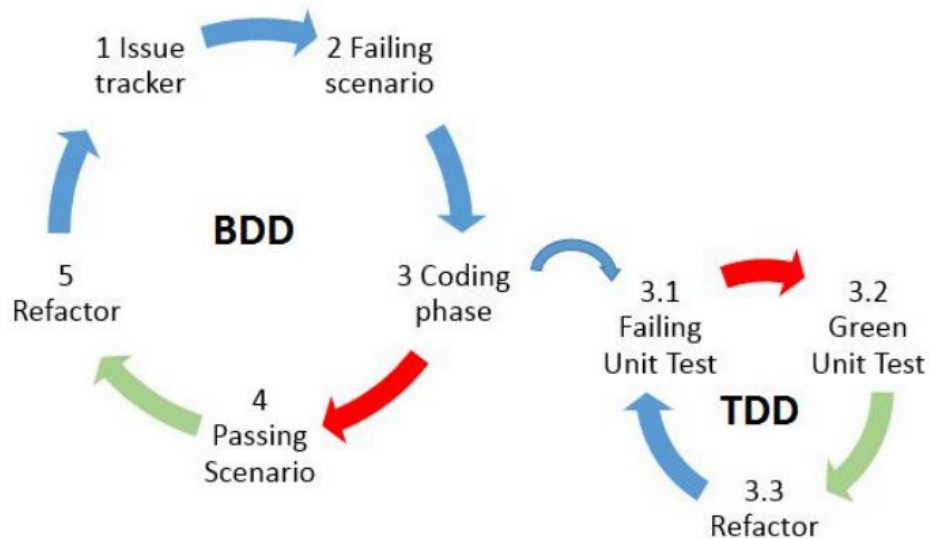 1 Issue
tracker
2 Failing
scenario
BDD
3 Coding
phase
4
Passing
Scenario
5
Refactor
3.1
Failing
Unit Test
3.2
Green
Unit Test
TDD
3.3
Refactor